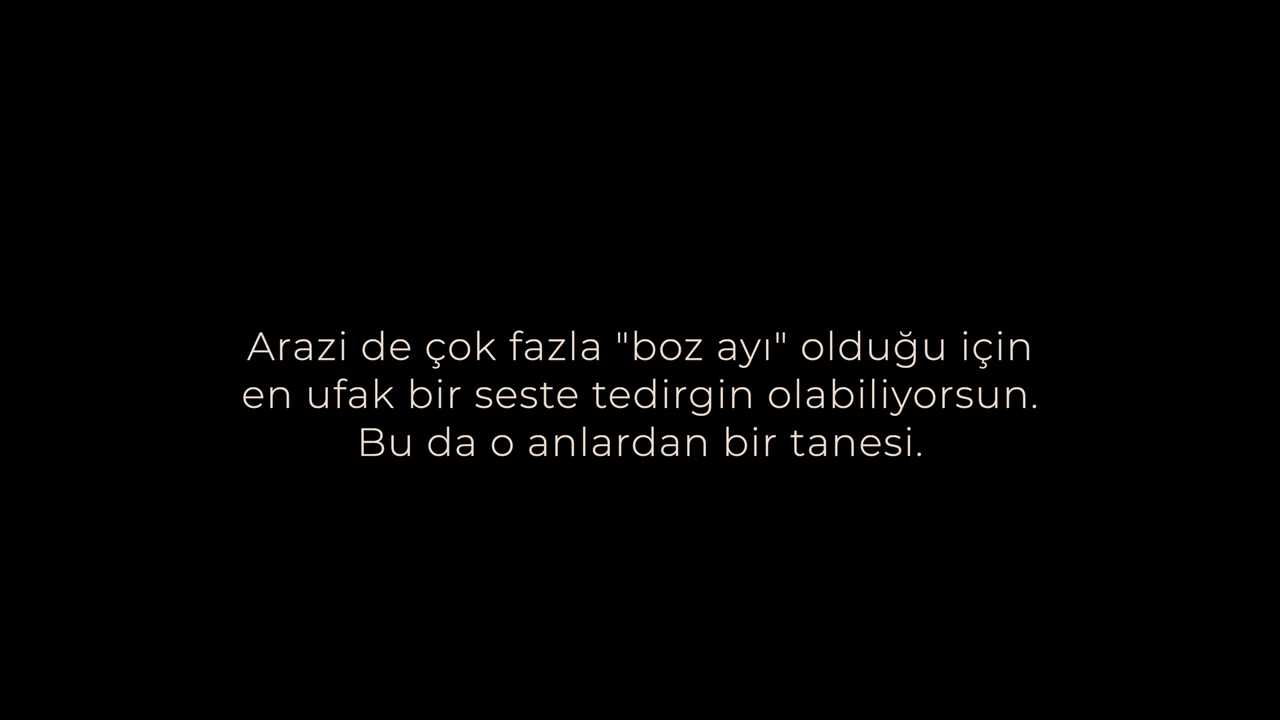 Arazi de çok fazla "boz ayı" olduğu için
en ufak bir seste tedirgin olabiliyorsun.
Bu da o anlardan bir tanesi.